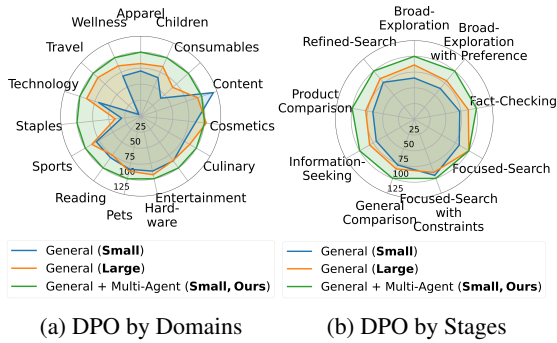 Apparel
Children
Consumables
Content
Cosmetics
Culinary
Entertainment
Hard-
ware
Pets
Reading
Sports
Staples
Technology
Travel
Wellness
25
50
75
100
125
General (Small)
General (Large)
General + Multi-Agent (Small, Ours)
(a) DPO by Domains
Broad-
Exploration
Broad-
Exploration
with Preference
Fact-Checking
Focused-Search
Focused-Search
with
Constraints
General
Comparison
Information-
Seeking
Product
Comparison
Refined-Search
25
50
75
100
125
General (Small)
General (Large)
General + Multi-Agent (Small, Ours)
(b) DPO by Stages